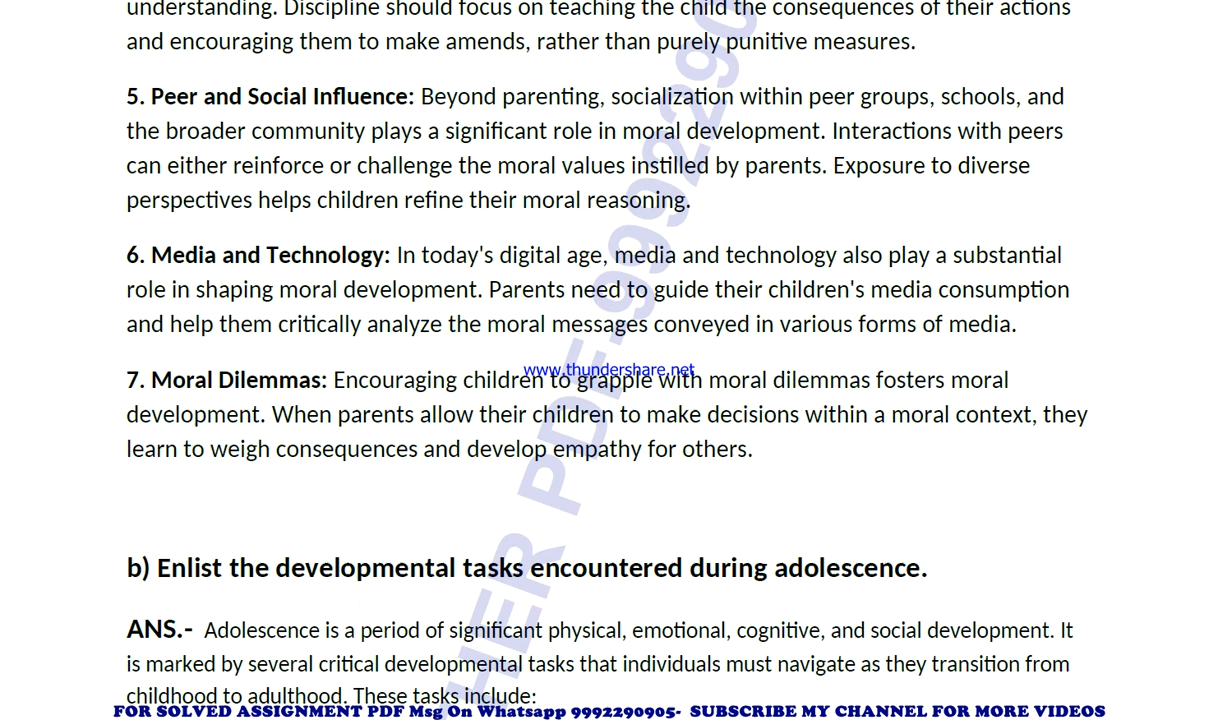 understanding. Discipline should focus on teaching the child the consequences of their actions
and encouraging them to make amends, rather than purely punitive measures.
5. Peer and Social Influence: Beyond parenting, socialization within peer groups, schools, and
the broader community plays a significant role in moral development. Interactions with peers
can either reinforce or challenge the moral values instilled by parents. Exposure to diverse
perspectives helps children refine their moral reasoning.
6. Media and Technology: In today's digital age, media and technology also play a substantial
role in shaping moral development. Parents need to guide their children's media consumption
and help them critically analyze the moral messages conveyed in various forms of media.
www.thundershare.net
7. Moral Dilemmas: Encouraging children to grapple with moral dilemmas fosters moral
development. When parents allow their children to make decisions within a moral context, they
learn to weigh consequences and develop empathy for others.
b) Enlist the developmental tasks encountered during adolescence.
ANS.- Adolescence is a period of significant physical, emotional, cognitive, and social development. It
is marked by several critical developmental tasks that individuals must navigate as they transition from
childhood to adulthood. These tasks include:
FOR SOLVED ASSIGNMENT PDF Msg On Whatsapp 9992290905- SUBSCRIBE MY CHANNEL FOR MORE VIDEOS
HER PDF-9992290